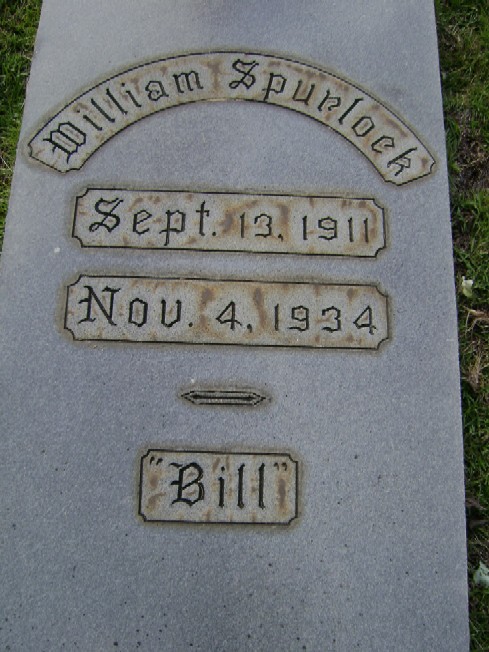 William Spurlock
Sept. 13, 1911
Nov. 4, 1934
"Bill"